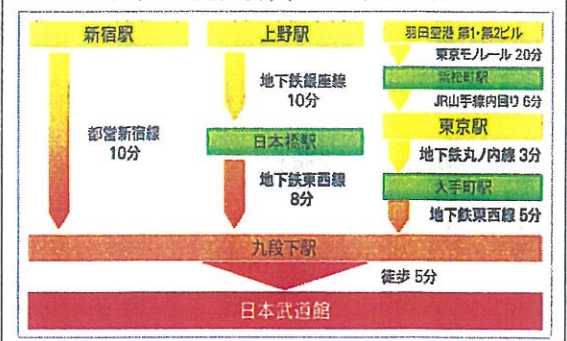 新宿駅
都営新宿線
10分
上野駅
地下鉄銀座線
10分
日本橋駅
地下鉄東西線
8分
羽田空港 第1・第2ビル
東京モノレール 20分
浜松町駅
JR山手線内回り 6分
東京駅
地下鉄丸ノ内線 3分
大手町駅
地下鉄東西線 5分
九段下駅
徒歩 5分
日本武道館